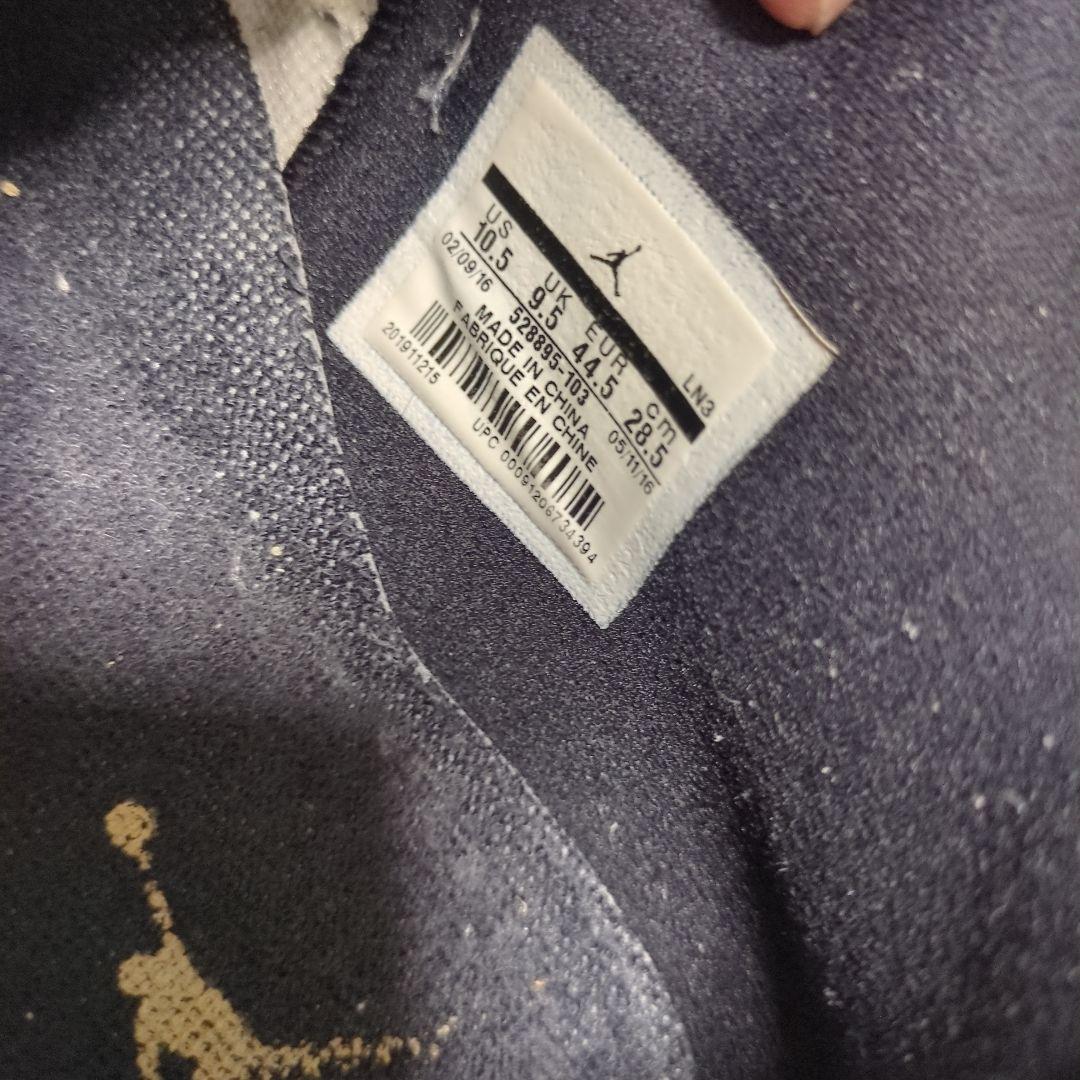 LN3
US UK EUR cm
10.5 9.5 44.5 28.5
02/09/16 528895-103 05/11/16
MADE IN CHINA
FABRIQUE EN CHINE
201911215
UPC 00091206734394